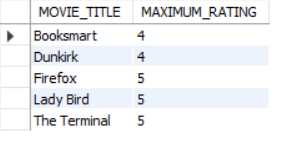 MOVIE_TITLE MAXIMUM_RATING
Booksmart 4
Dunkirk 4
Firefox 5
Lady Bird 5
The Terminal 5